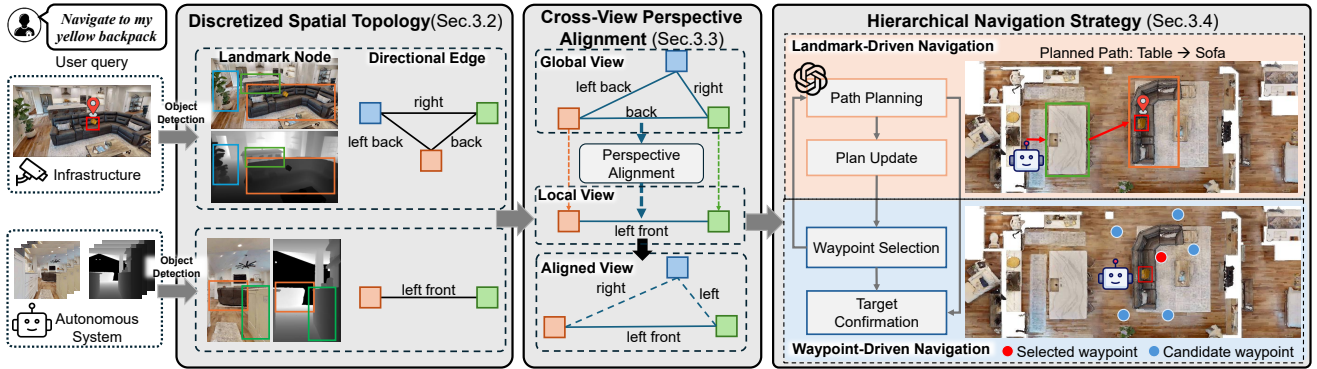 Navigate to my
yellow backpack
User query
Infrastructure
Autonomous
System
Object
Detection
Object
Detection
Discretized Spatial Topology(Sec.3.2)
Landmark Node
Directional Edge
right
left back
back
left front
Cross-View Perspective
Alignment (Sec.3.3)
Global View
left back
right
back
Perspective
Alignment
Local View
left front
Aligned View
right
left
left front
Hierarchical Navigation Strategy (Sec.3.4)
Landmark-Driven Navigation
Planned Path: Table → Sofa
Path Planning
Plan Update
Waypoint Selection
Target
Confirmation
Waypoint-Driven Navigation
Selected waypoint
Candidate waypoint